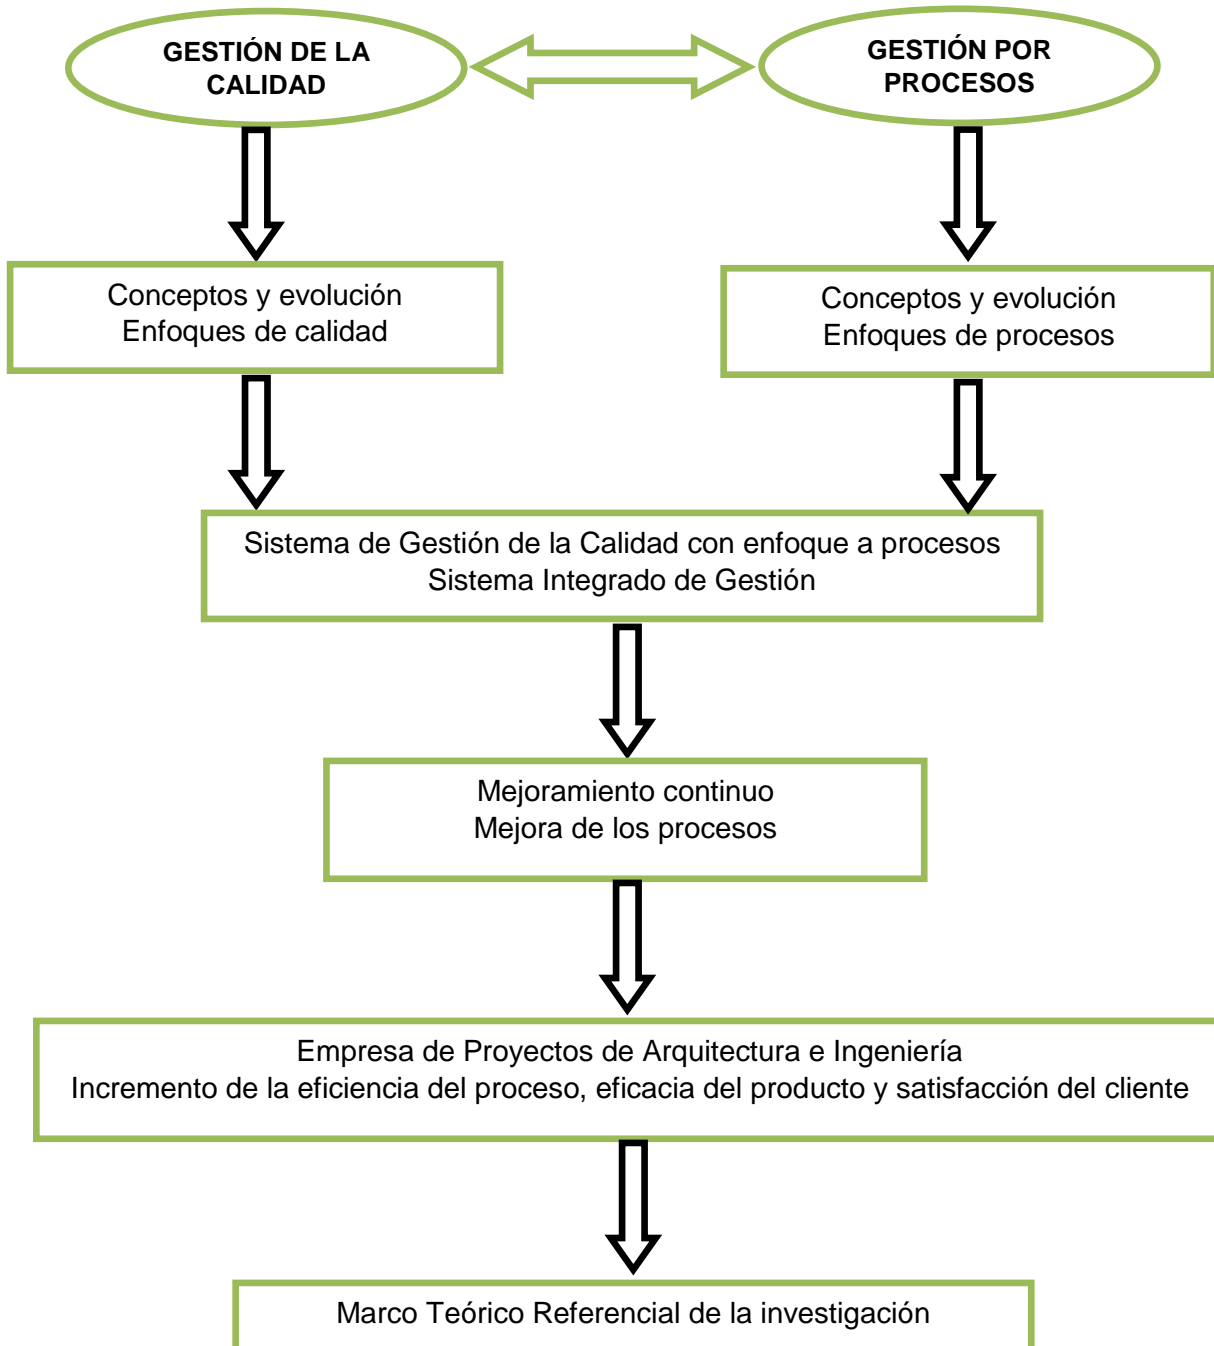 GESTIÓN DE LA
CALIDAD
GESTIÓN POR
PROCESOS
Conceptos y evolución
Enfoques de calidad
Conceptos y evolución
Enfoques de procesos
Sistema de Gestión de la Calidad con enfoque a procesos
Sistema Integrado de Gestión
Mejoramiento continuo
Mejora de los procesos
Empresa de Proyectos de Arquitectura e Ingeniería
Incremento de la eficiencia del proceso, eficacia del producto y satisfacción del cliente
Marco Teórico Referencial de la investigación